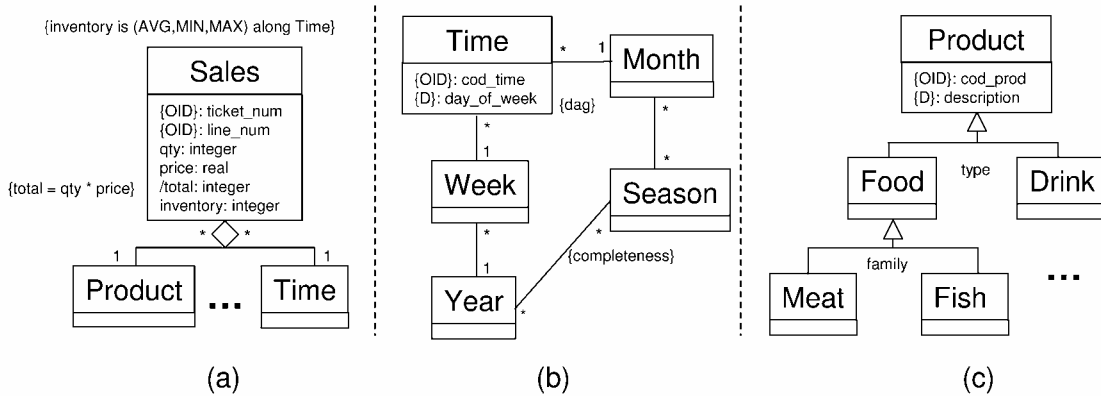 {inventory is (AVG,MIN,MAX) along Time}
Sales
{OID}: ticket_num
{OID}: line_num
qty: integer
price: real
/total: integer
inventory: integer
{total = qty * price}
* *
1 1
Product ... Time
(a)
Time
{OID}: cod_time
{D}: day_of_week
* 1
Month
{dag}
*
1
Week
*
1
Year
*
*
*
Season
*
{completeness}
(b)
Product
{OID}: cod_prod
{D}: description
type
Food
Drink
family
Meat
Fish
...
(c)